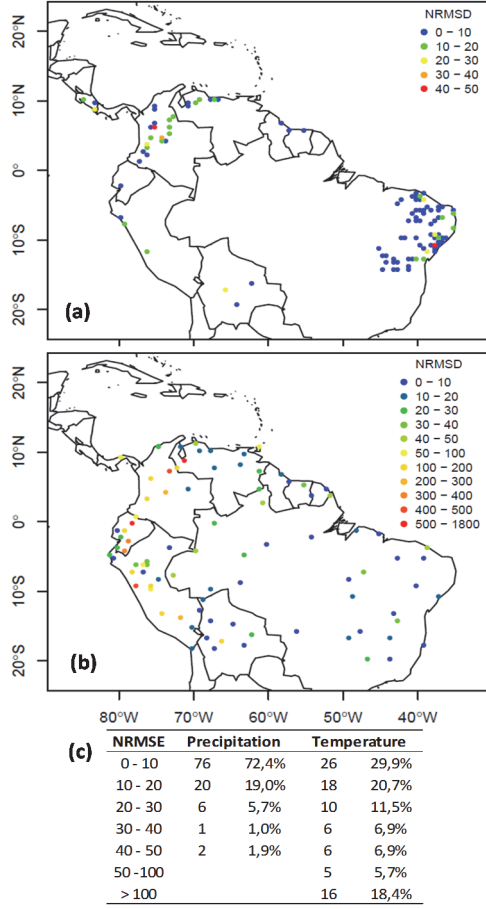 NRMSD
0 – 10
10 – 20
20 – 30
30 – 40
40 – 50
20°N
10°N
0°
10°S
20°S
(a)
NRMSD
0 – 10
10 – 20
20 – 30
30 – 40
40 – 50
50 – 100
100 – 200
200 – 300
300 – 400
400 – 500
500 - 1800
20°N
10°N
0°
10°S
20°S
(b)
80°W 70°W 60°W 50°W 40°W
(c)
NRMSE Precipitation Temperature
0 - 10 76 72,4% 26 29,9%
10 - 20 20 19,0% 18 20,7%
20 - 30 6 5,7% 10 11,5%
30 - 40 1 1,0% 6 6,9%
40 - 50 2 1,9% 6 6,9%
50 -100 5 5,7%
> 100 16 18,4%